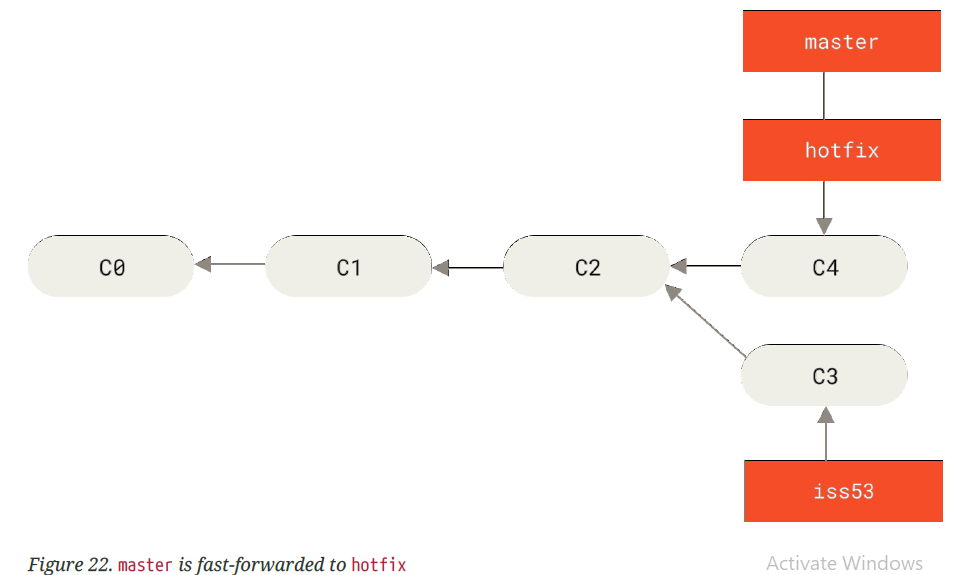 master
hotfix
C0 C1 C2 C4
C3
iss53
Figure 22. master is fast-forwarded to hotfix
Activate Windows